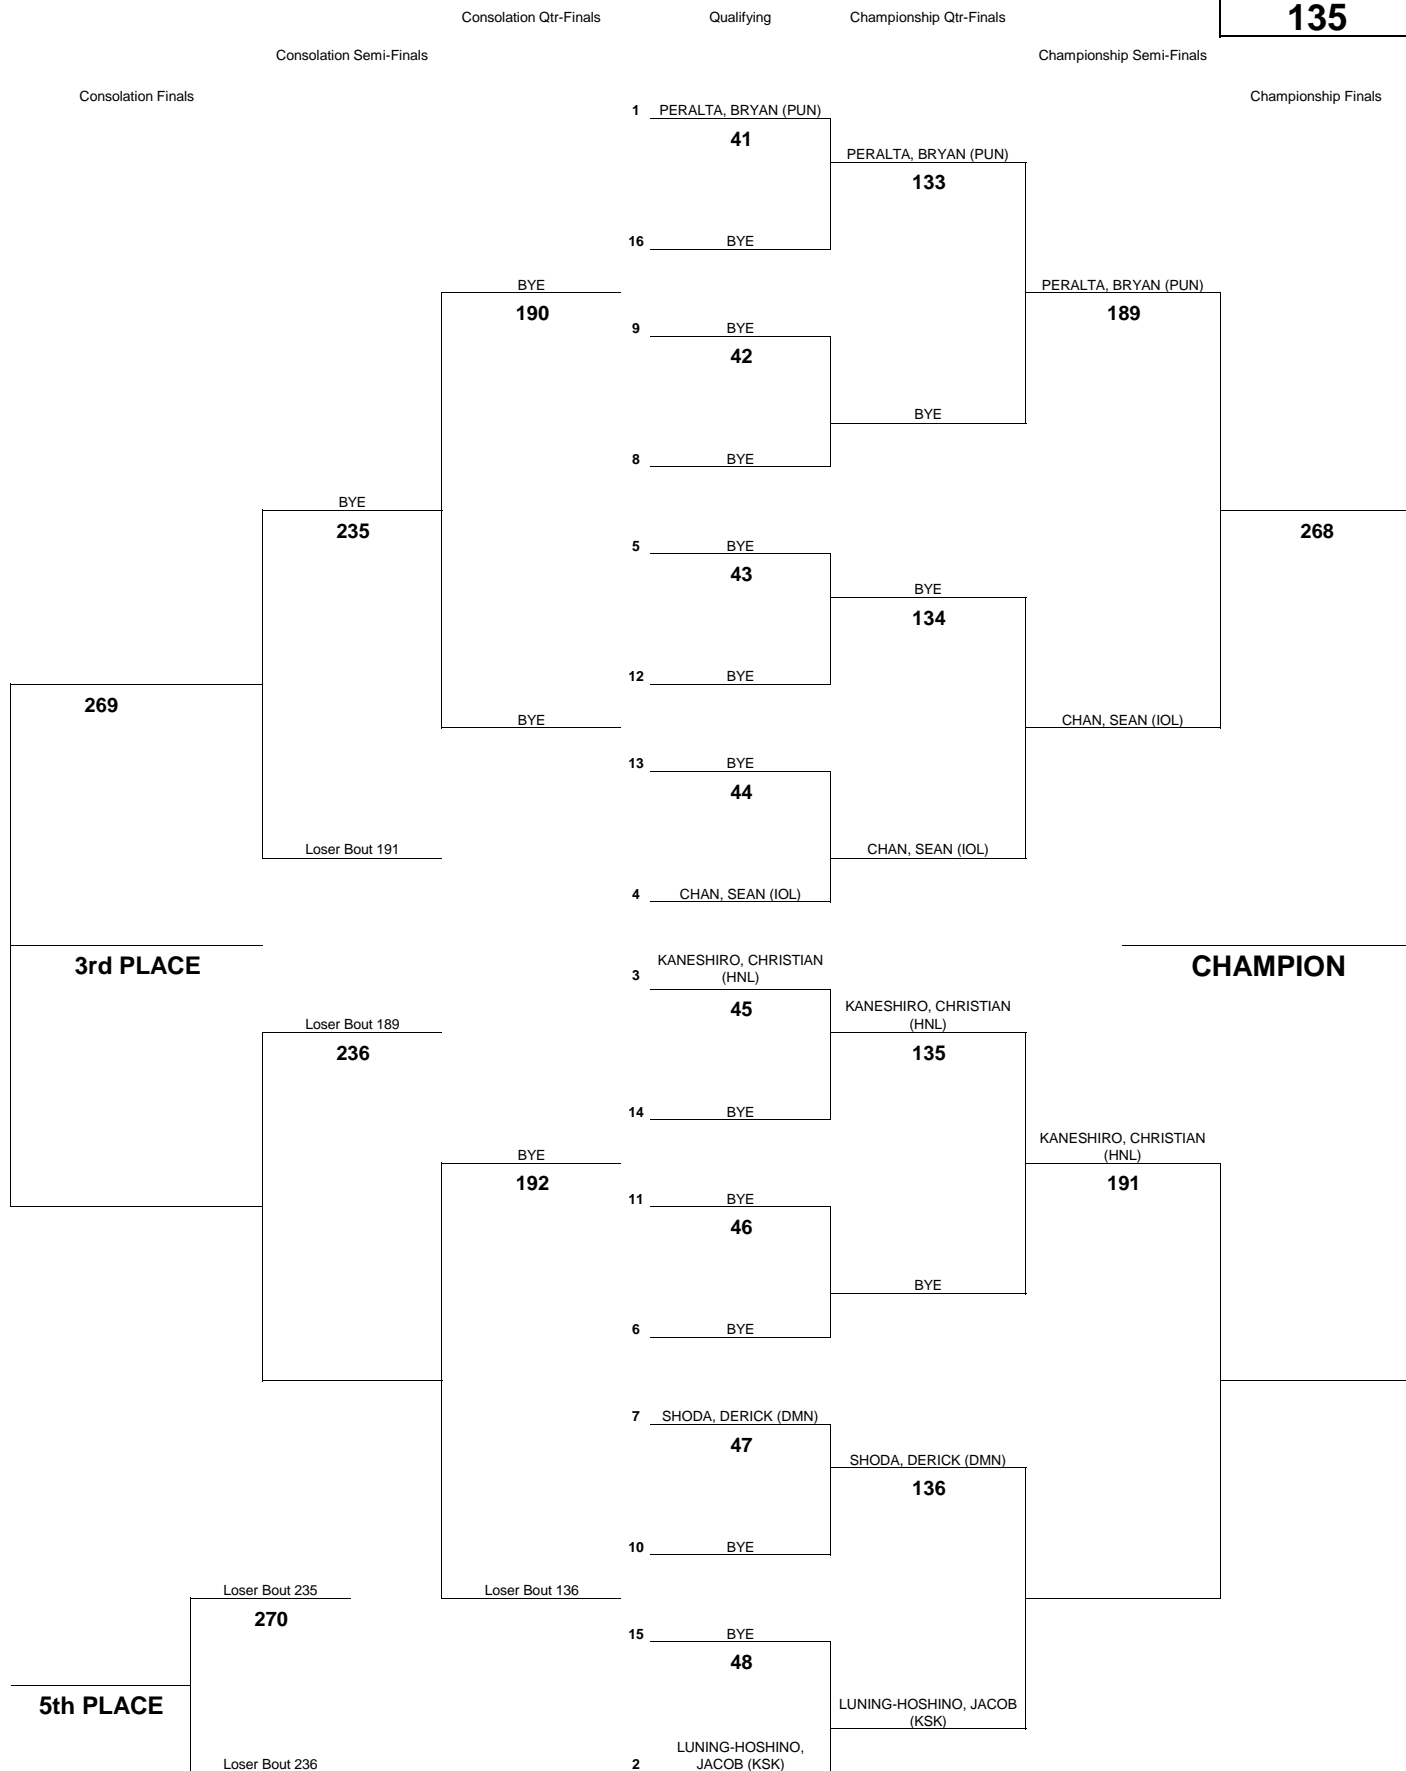 Consolation Qtr-Finals Qualifying Championship Qtr-Finals 135
Consolation Semi-Finals Championship Semi-Finals
Consolation Finals Championship Finals
1 PERALTA, BRYAN (PUN)
41
PERALTA, BRYAN (PUN)
133
16 BYE
BYE PERALTA, BRYAN (PUN)
190 189
9 BYE
42
BYE
8 BYE
BYE
235 268
5 BYE
43
BYE
134
12 BYE
269
BYE CHAN, SEAN (IOL)
13 BYE
44
Loser Bout 191 CHAN, SEAN (IOL)
4 CHAN, SEAN (IOL)
3rd PLACE CHAMPION
KANESHIRO, CHRISTIAN
3 (HNL)
45 KANESHIRO, CHRISTIAN
Loser Bout 189 (HNL)
236 135
14 BYE
KANESHIRO, CHRISTIAN
BYE (HNL)
192 191
11 BYE
46
BYE
6 BYE
7 SHODA, DERICK (DMN)
47
SHODA, DERICK (DMN)
136
10 BYE
Loser Bout 235 Loser Bout 136
270
15 BYE
48
5th PLACE LUNING-HOSHINO, JACOB
(KSK)
LUNING-HOSHINO,
Loser Bout 236 2 JACOB (KSK)